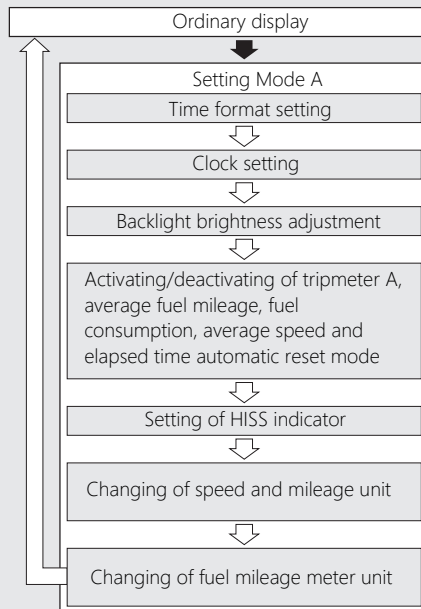 Ordinary display
Setting Mode A
Time format setting
Clock setting
Backlight brightness adjustment
Activating/deactivating of tripmeter A,
average fuel mileage, fuel
consumption, average speed and
elapsed time automatic reset mode
Setting of HISS indicator
Changing of speed and mileage unit
Changing of fuel mileage meter unit